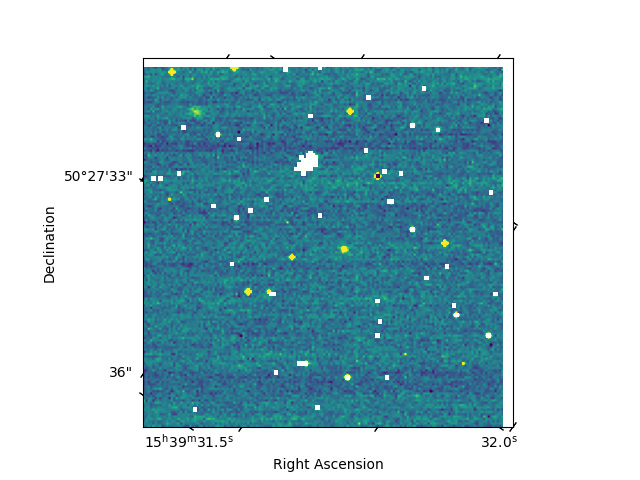 50°27'33"
Declination
36"
15ʰ39ᵐ31.5ˢ
32.0ˢ
Right Ascension